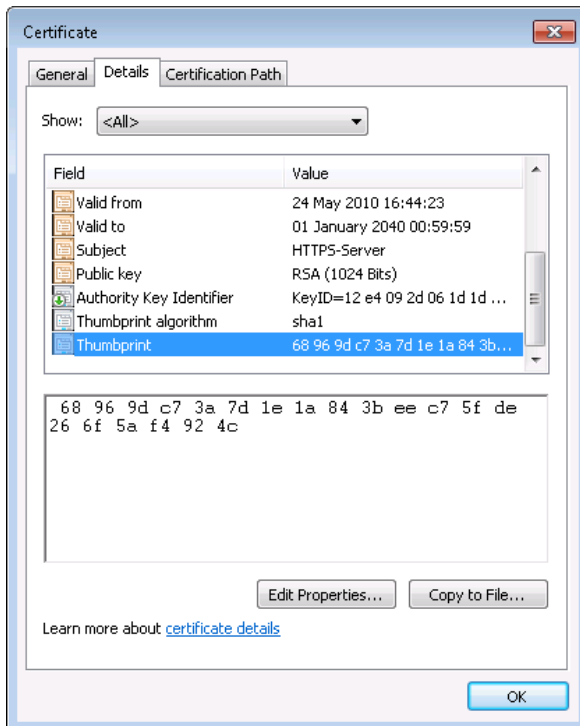 Certificate
General Details Certification Path
Show: <All>
Field Value
Valid from 24 May 2010 16:44:23
Valid to 01 January 2040 00:59:59
Subject HTTPS-Server
Public key RSA (1024 Bits)
Authority Key Identifier KeyID=12 e4 09 2d 06 1d 1d ...
Thumbprint algorithm sha1
Thumbprint 68 96 9d c7 3a 7d 1e 1a 84 3b...
68 96 9d c7 3a 7d 1e 1a 84 3b ee c7 5f de
26 6f 5a f4 92 4c
Edit Properties... Copy to File...
Learn more about certificate details
OK